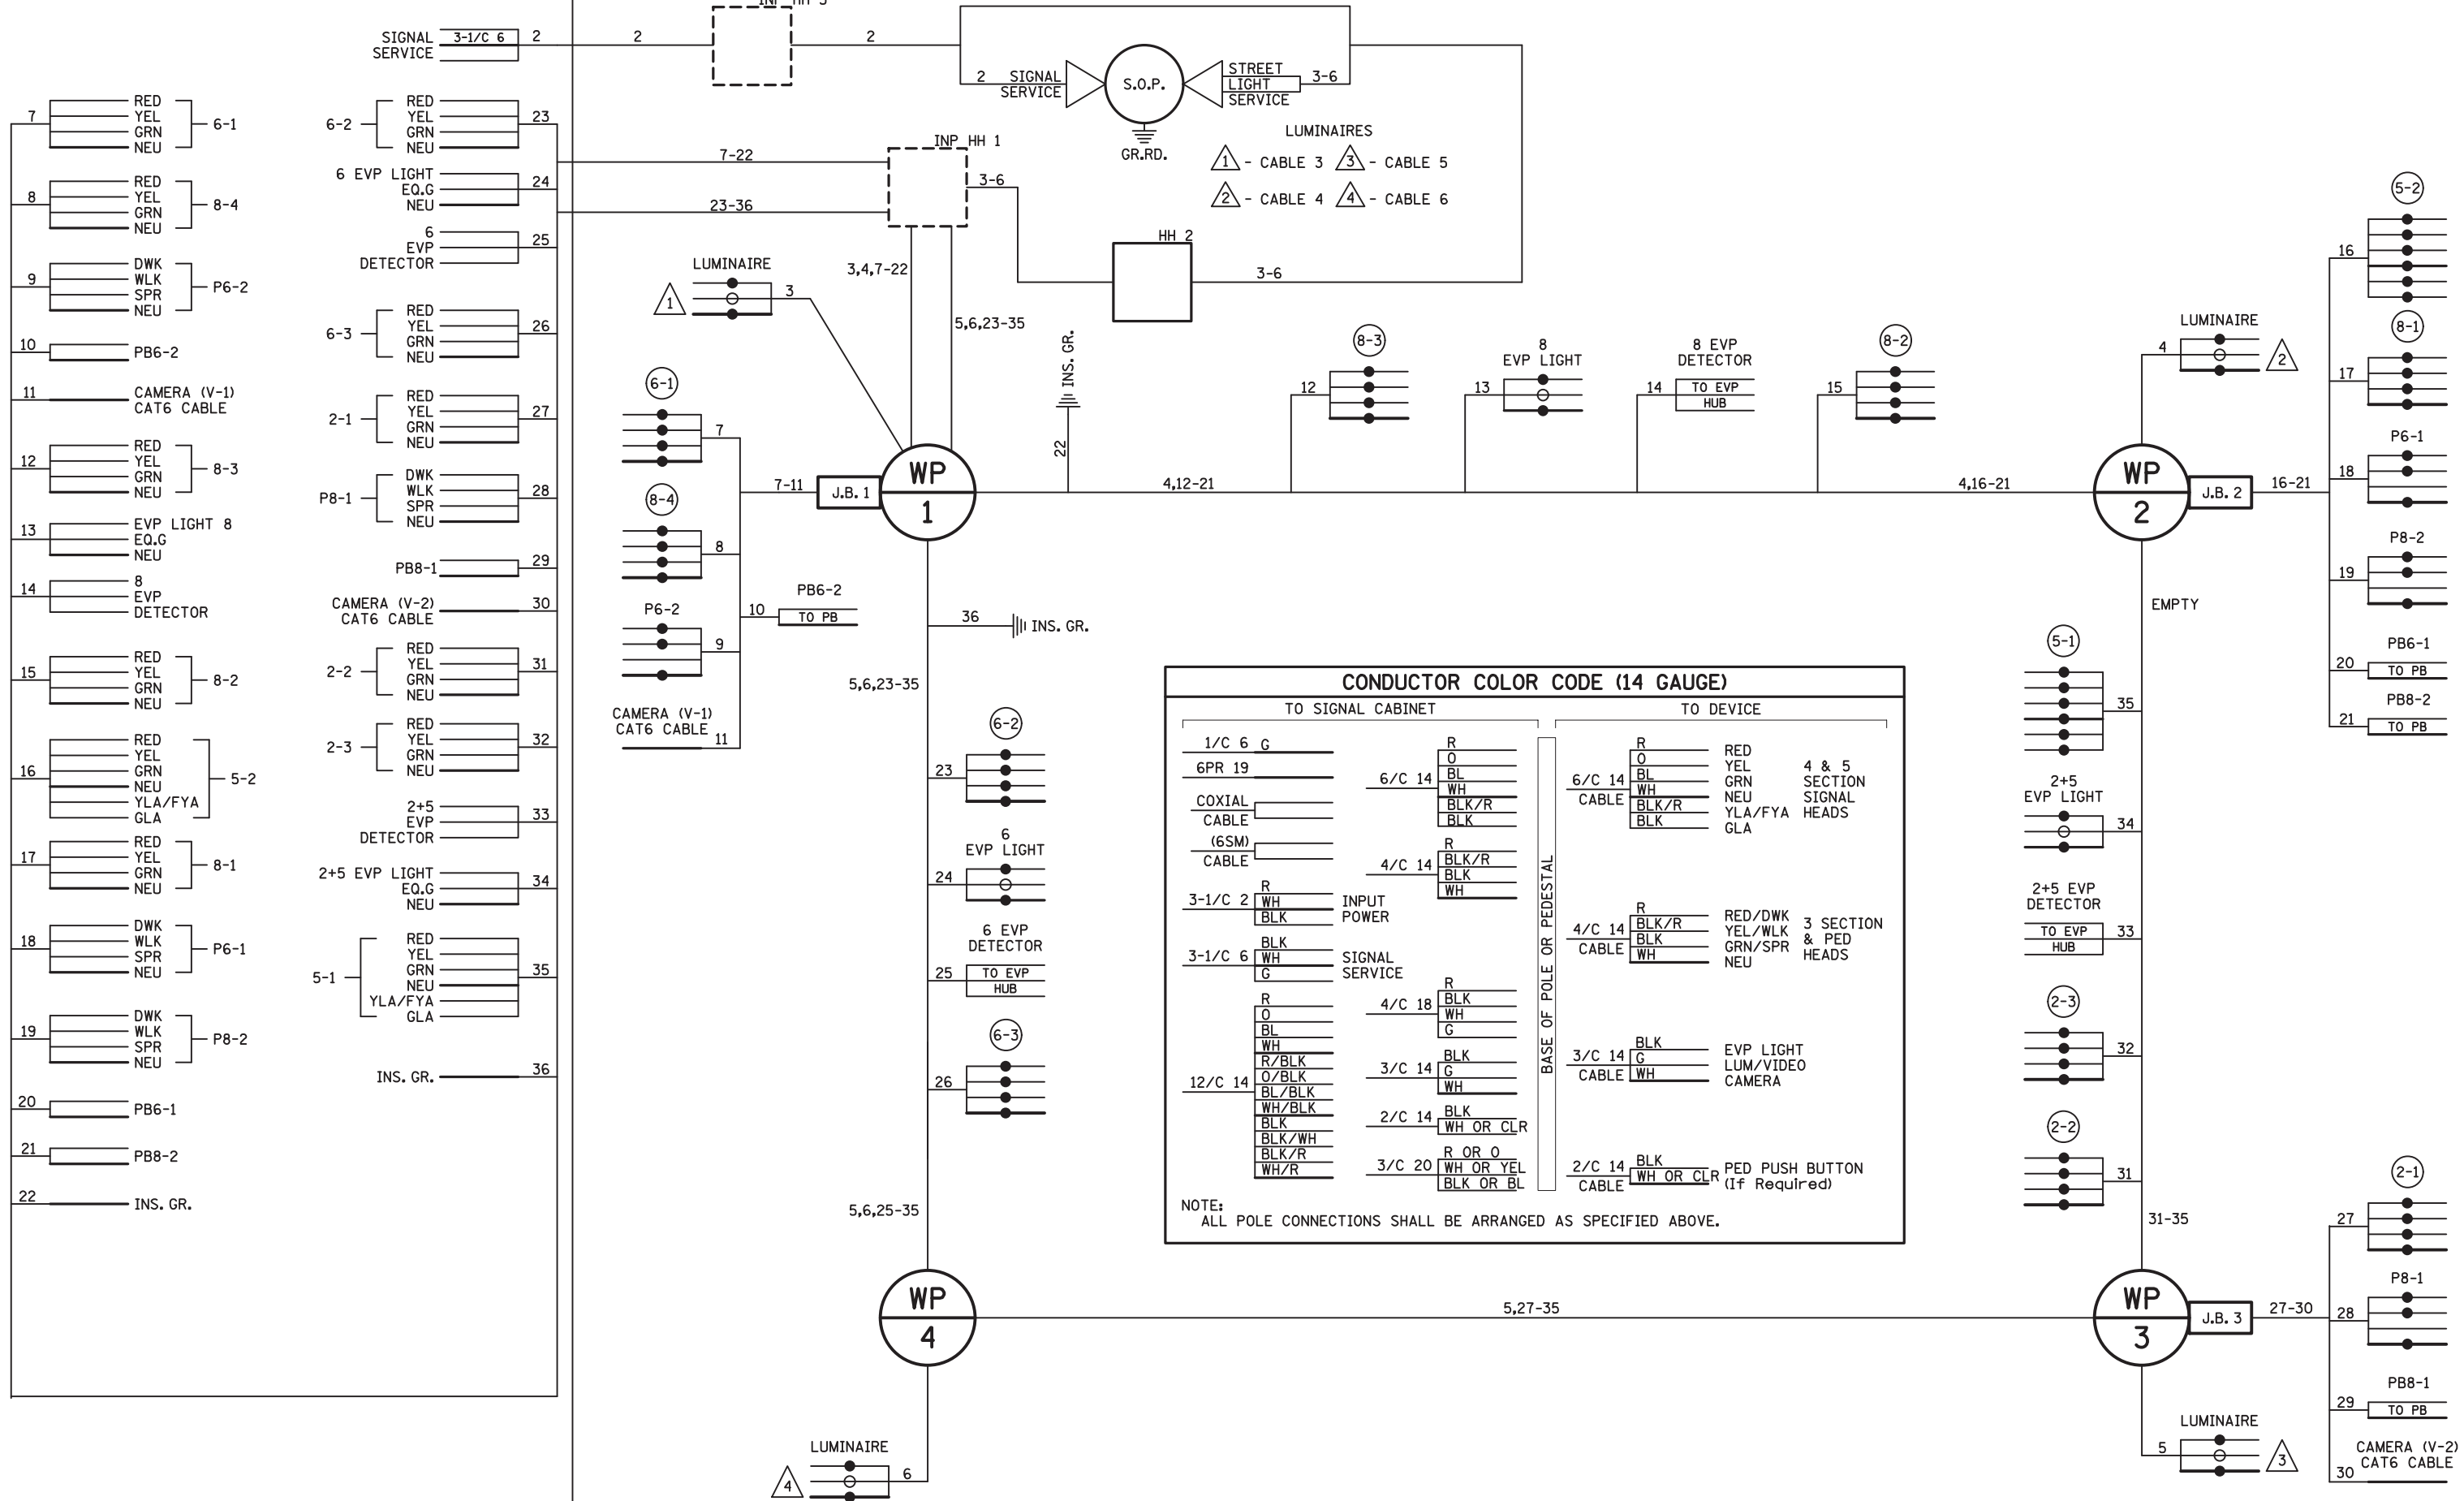 SIGNAL
SERVICE
3-1/C 6
2
7
RED
YEL
GRN
NEU
6-1
8
RED
YEL
GRN
NEU
8-4
9
DWK
WLK
SPR
NEU
P6-2
10
PB6-2
11
CAMERA (V-1)
CAT6 CABLE
12
RED
YEL
GRN
NEU
8-3
13
EVP LIGHT 8
EQ.G
NEU
14
8
EVP
DETECTOR
15
RED
YEL
GRN
NEU
8-2
16
RED
YEL
GRN
NEU
YLA/FYA
GLA
5-2
17
RED
YEL
GRN
NEU
8-1
18
DWK
WLK
SPR
NEU
P6-1
19
DWK
WLK
SPR
NEU
P8-2
20
PB6-1
21
PB8-2
22
INS. GR.
6-2
RED
YEL
GRN
NEU
23
6 EVP LIGHT
EQ.G
NEU
24
6
EVP
DETECTOR
25
6-3
RED
YEL
GRN
NEU
26
2-1
RED
YEL
GRN
NEU
27
P8-1
DWK
WLK
SPR
NEU
28
PB8-1
29
CAMERA (V-2)
CAT6 CABLE
30
2-2
RED
YEL
GRN
NEU
31
2-3
RED
YEL
GRN
NEU
32
2+5
EVP
DETECTOR
33
2+5 EVP LIGHT
EQ.G
NEU
34
5-1
RED
YEL
GRN
NEU
YLA/FYA
GLA
35
INS. GR.
36
2
2
2
SIGNAL
SERVICE
S.O.P.
GR.RD.
STREET
LIGHT
SERVICE
3-6
7-22
23-36
INP HH 1
3-6
LUMINAIRES
1 - CABLE 3
3 - CABLE 5
2 - CABLE 4
4 - CABLE 6
HH 2
3-6
3,4,7-22
5,6,23-35
LUMINAIRE
1
3
6-1
7
8-4
8
P6-2
9
10
PB6-2
TO PB
CAMERA (V-1)
CAT6 CABLE
11
7-11
J.B. 1
WP
1
22
INS. GR.
4,12-21
8-3
12
8
EVP LIGHT
13
8 EVP
DETECTOR
14
TO EVP
HUB
8-2
15
4,16-21
LUMINAIRE
4
2
WP
2
J.B. 2
16-21
5-2
16
8-1
17
P6-1
18
P8-2
19
PB6-1
20
TO PB
PB8-2
21
TO PB
EMPTY
36
INS. GR.
5,6,23-35
6-2
23
6
EVP LIGHT
24
6 EVP
DETECTOR
25
TO EVP
HUB
6-3
26
5,6,25-35
WP
4
LUMINAIRE
4
6
5,27-35
CONDUCTOR COLOR CODE (14 GAUGE)
TO SIGNAL CABINET
TO DEVICE
1/C 6
G
6PR 19
COXIAL
CABLE
(6SM)
CABLE
3-1/C 2
R
WH
BLK
INPUT
POWER
3-1/C 6
BLK
WH
G
SIGNAL
SERVICE
12/C 14
R
O
BL
WH
R/BLK
O/BLK
BL/BLK
WH/BLK
BLK
BLK/WH
BLK/R
WH/R
6/C 14
R
O
BL
WH
BLK/R
BLK
4/C 14
R
BLK/R
BLK
WH
4/C 18
R
BLK
WH
G
3/C 14
BLK
G
WH
2/C 14
BLK
WH OR CLR
3/C 20
R OR O
WH OR YEL
BLK OR BL
BASE OF POLE OR PEDESTAL
6/C 14
CABLE
R
O
BL
WH
BLK/R
BLK
RED
YEL
GRN
NEU
YLA/FYA
GLA
4 & 5
SECTION
SIGNAL
HEADS
4/C 14
CABLE
R
BLK/R
BLK
WH
RED/DWK
YEL/WLK
GRN/SPR
NEU
3 SECTION
& PED
HEADS
3/C 14
CABLE
BLK
G
WH
EVP LIGHT
LUM/VIDEO
CAMERA
2/C 14
CABLE
BLK
WH OR CLR
PED PUSH BUTTON
(If Required)
NOTE:
ALL POLE CONNECTIONS SHALL BE ARRANGED AS SPECIFIED ABOVE.
5-1
35
2+5
EVP LIGHT
34
2+5 EVP
DETECTOR
TO EVP
HUB
33
2-3
32
2-2
31
31-35
WP
3
J.B. 3
27-30
2-1
27
P8-1
28
PB8-1
29
TO PB
CAMERA (V-2)
CAT6 CABLE
30
LUMINAIRE
5
3